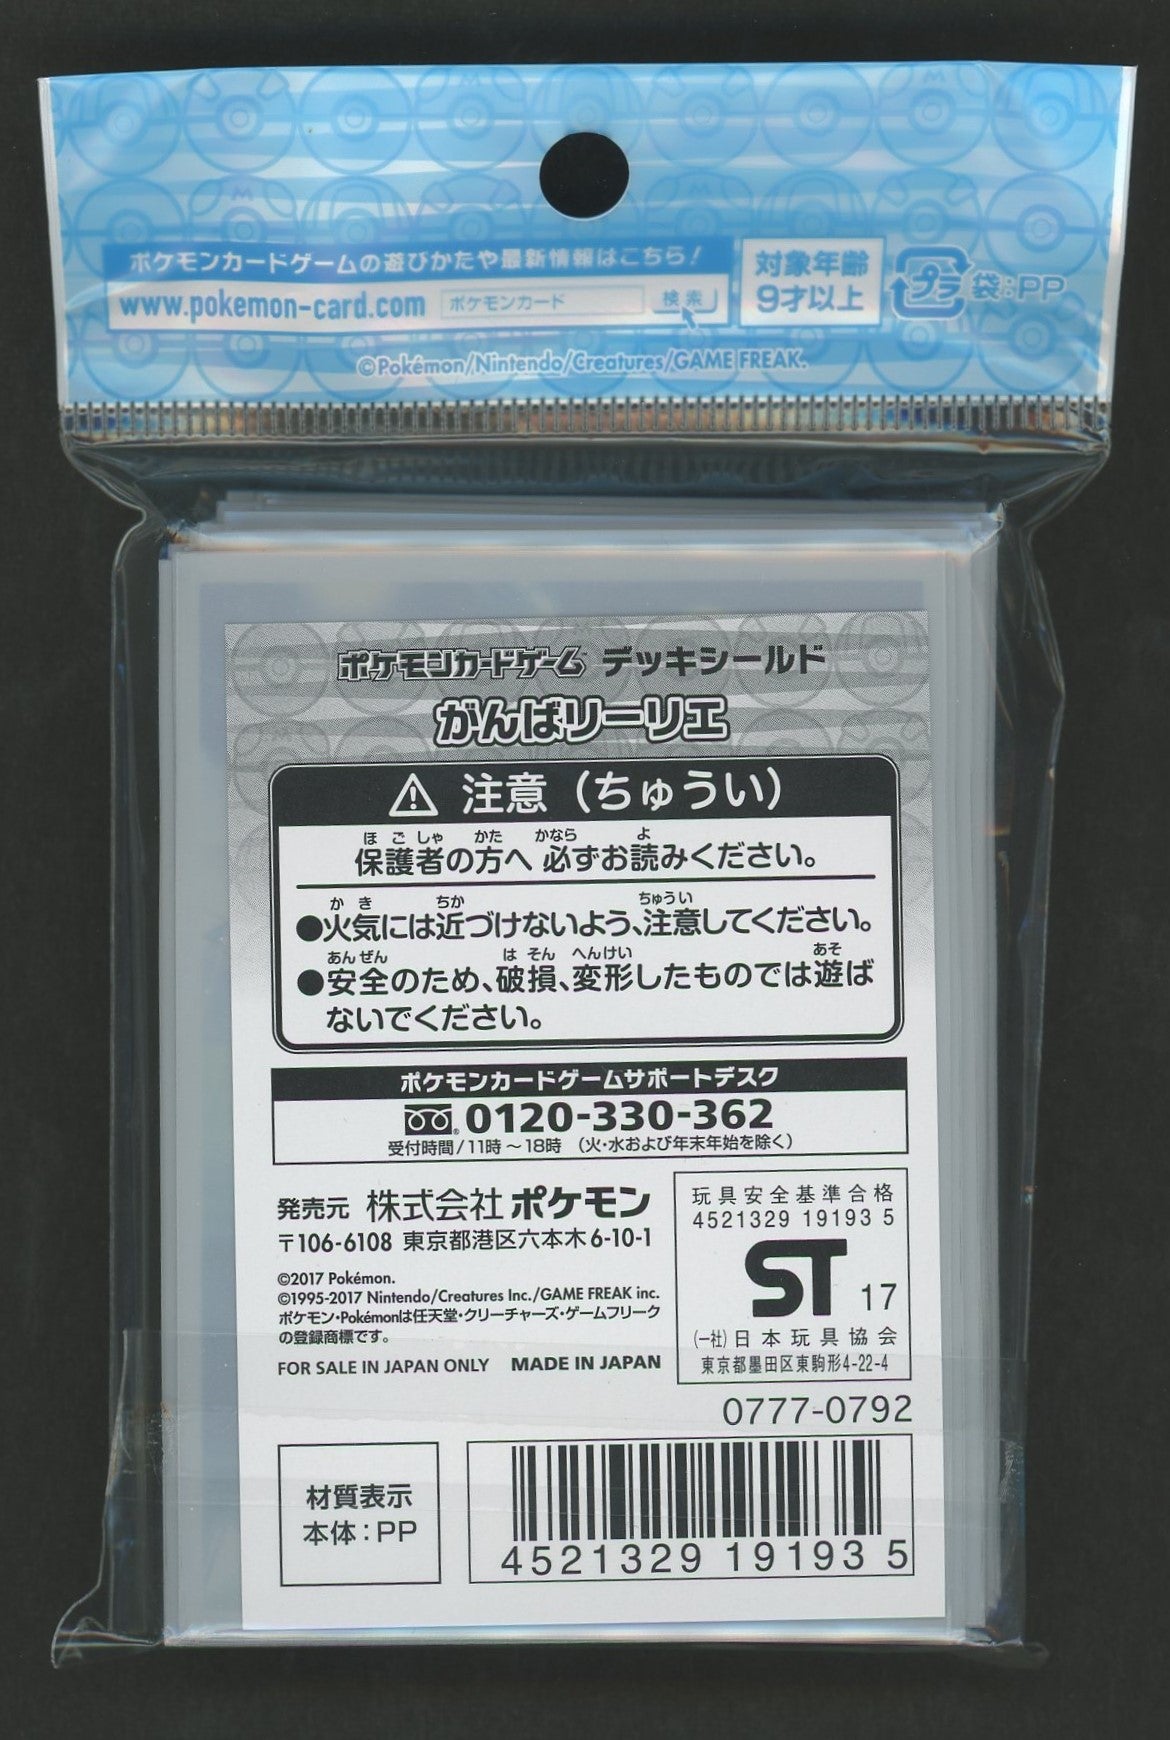 ポケモンカードゲームの遊びかたや最新情報はこちら!
www.pokemon-card.com ポケモンカード 検索
対象年齢
9才以上
プラ 袋:PP
©Pokémon/Nintendo/Creatures/GAME FREAK.
ポケモンカードゲーム デッキシールド
がんばリーリエ
注意(ちゅうい)
ほごしゃ かた かなら よ
保護者の方へ 必ずお読みください。
かき ちか ちゅうい
●火気には近づけないよう、注意してください。
あんぜん はそん へんけい あそ
●安全のため、破損、変形したものでは遊ば
ないでください。
ポケモンカードゲームサポートデスク
0120-330-362
受付時間/11時~18時 (火・水および年末年始を除く)
発売元 株式会社 ポケモン
〒106-6108 東京都港区六本木6-10-1
©2017 Pokémon.
©1995-2017 Nintendo/Creatures Inc./GAME FREAK inc.
ポケモン・Pokémonは任天堂・クリーチャーズ・ゲームフリーク
の登録商標です。
FOR SALE IN JAPAN ONLY MADE IN JAPAN
玩具安全基準合格
4521329 19193 5
ST 17
(一社)日本玩具協会
東京都墨田区東駒形4-22-4
0777-0792
材質表示
本体:PP
4521329 19193 5